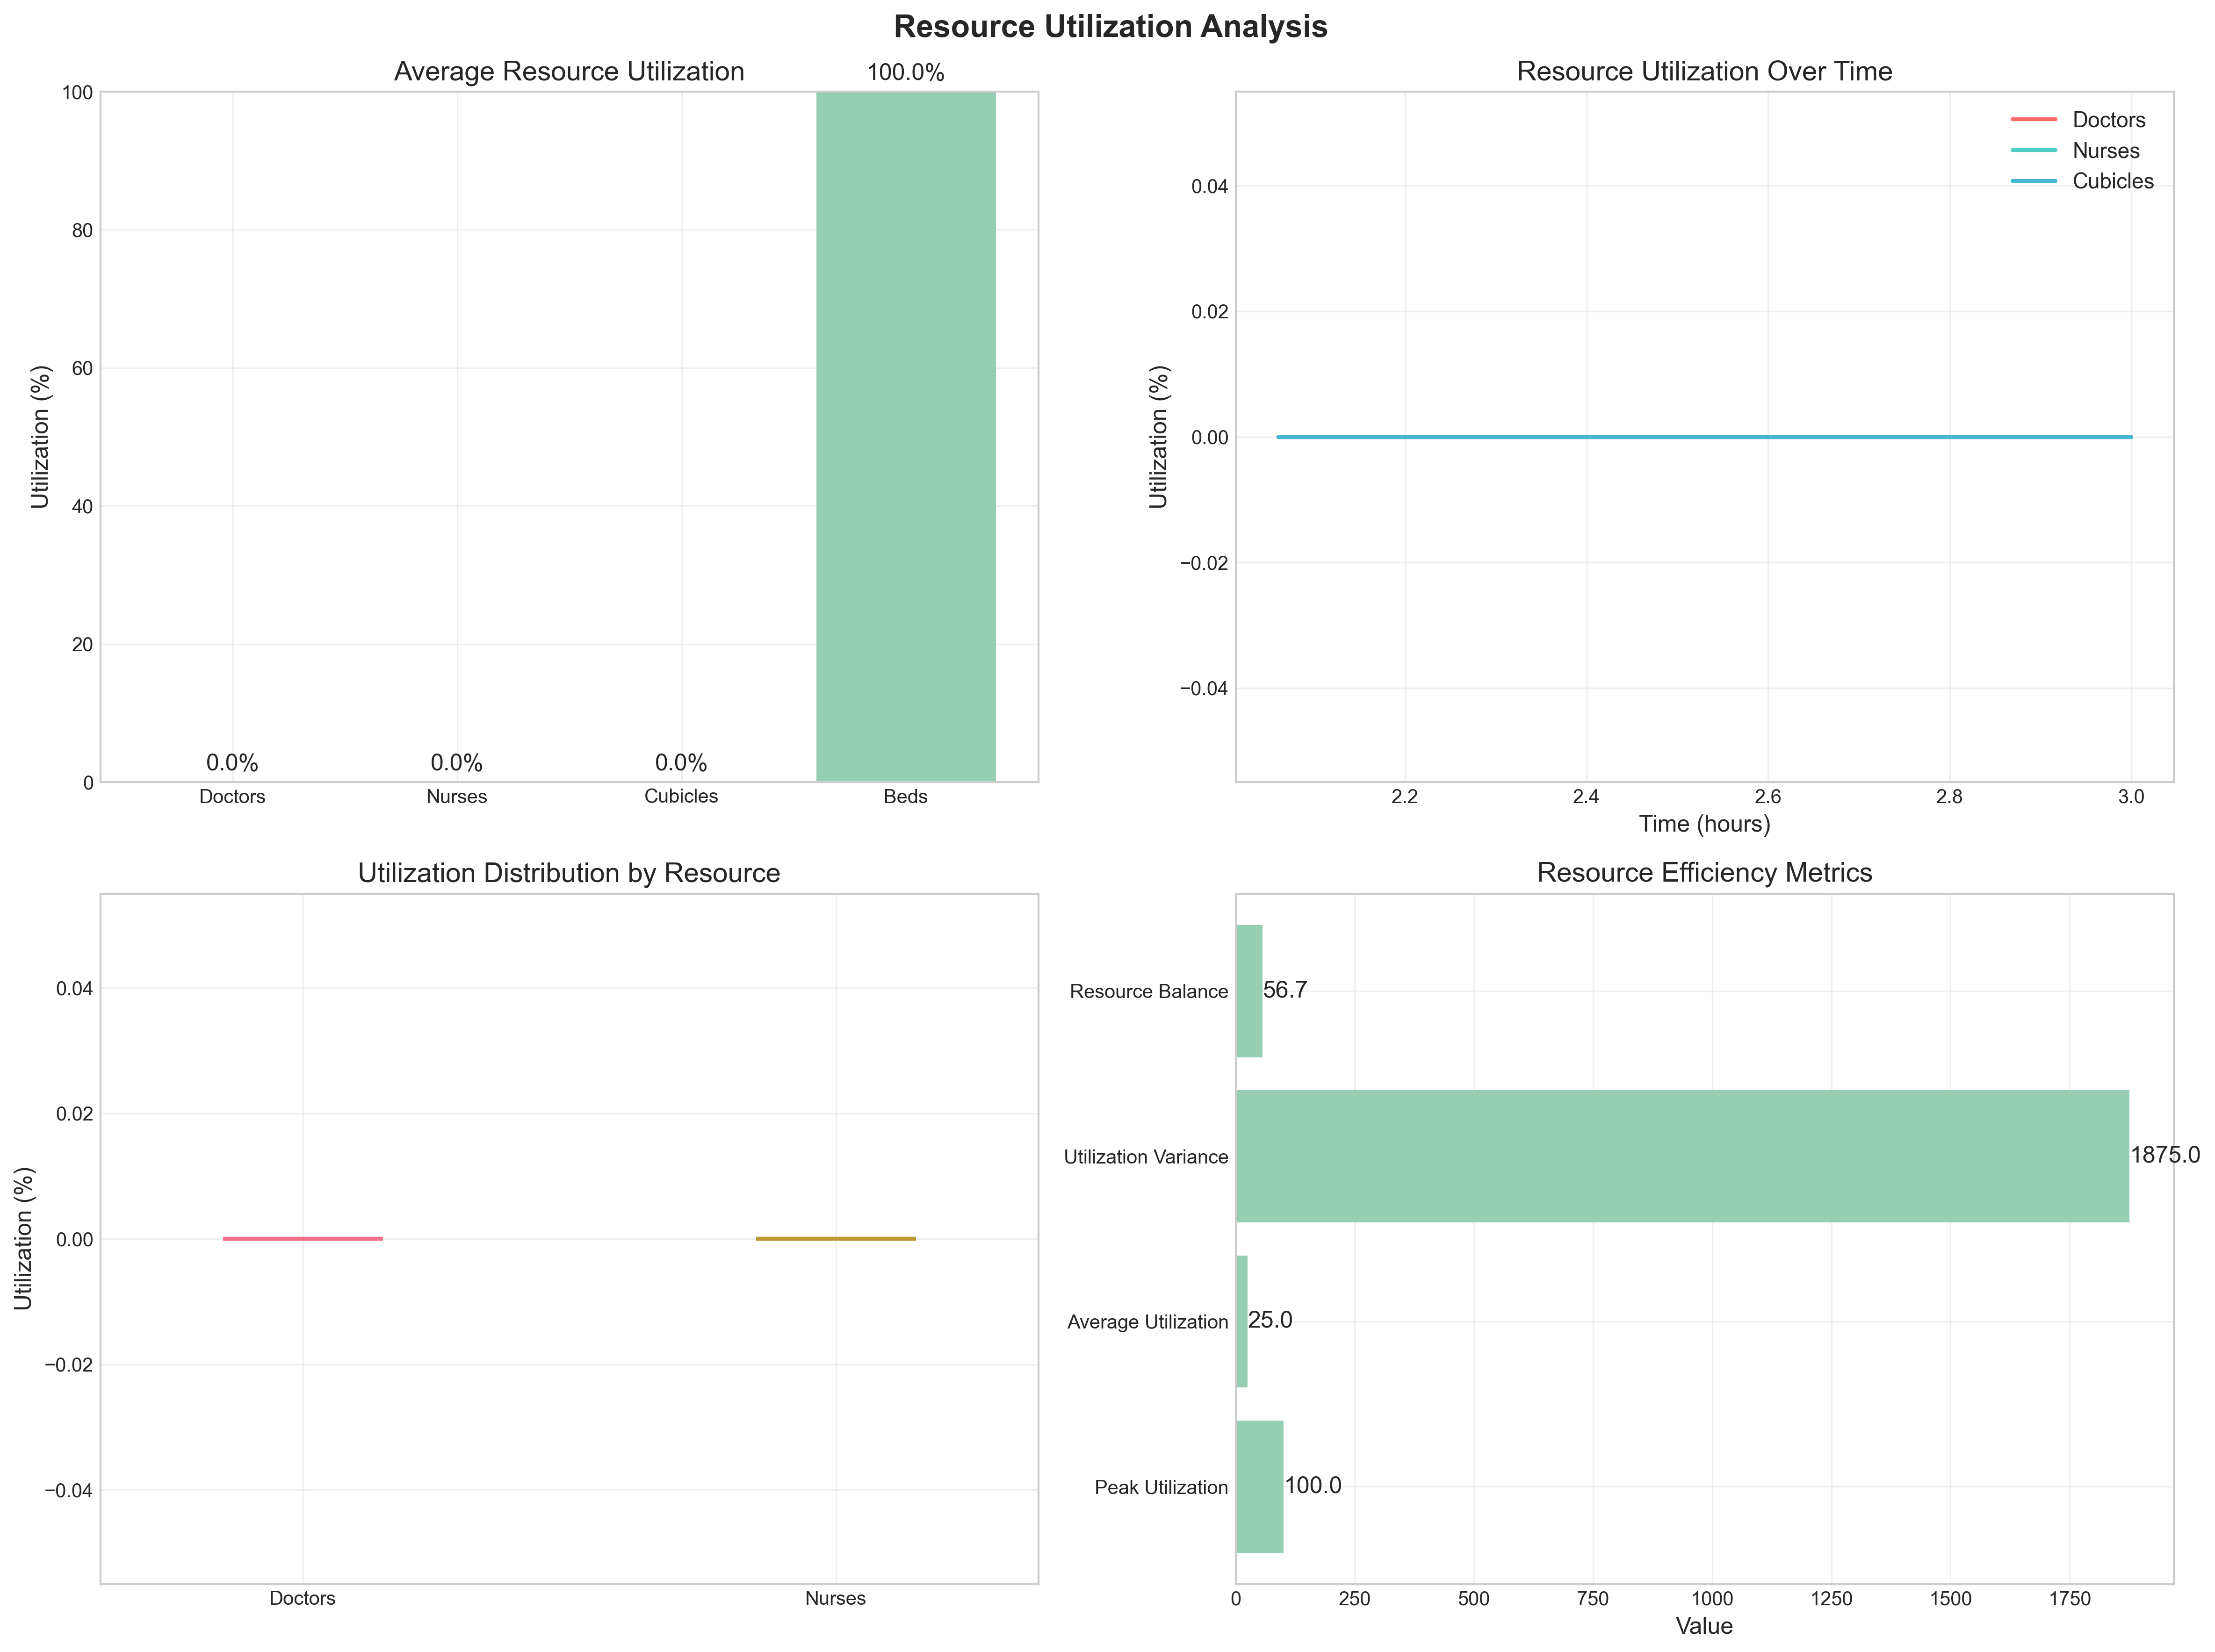 Resource Utilization Analysis
Average Resource Utilization
100.0%
100
80
60
40
20
0
Utilization (%)
0.0%
0.0%
0.0%
Doctors
Nurses
Cubicles
Beds
Resource Utilization Over Time
Doctors
Nurses
Cubicles
0.04
0.02
0.00
−0.02
−0.04
Utilization (%)
2.2
2.4
2.6
2.8
3.0
Time (hours)
Utilization Distribution by Resource
0.04
0.02
0.00
−0.02
−0.04
Utilization (%)
Doctors
Nurses
Resource Efficiency Metrics
Resource Balance
56.7
Utilization Variance
1875.0
Average Utilization
25.0
Peak Utilization
100.0
0
250
500
750
1000
1250
1500
1750
Value